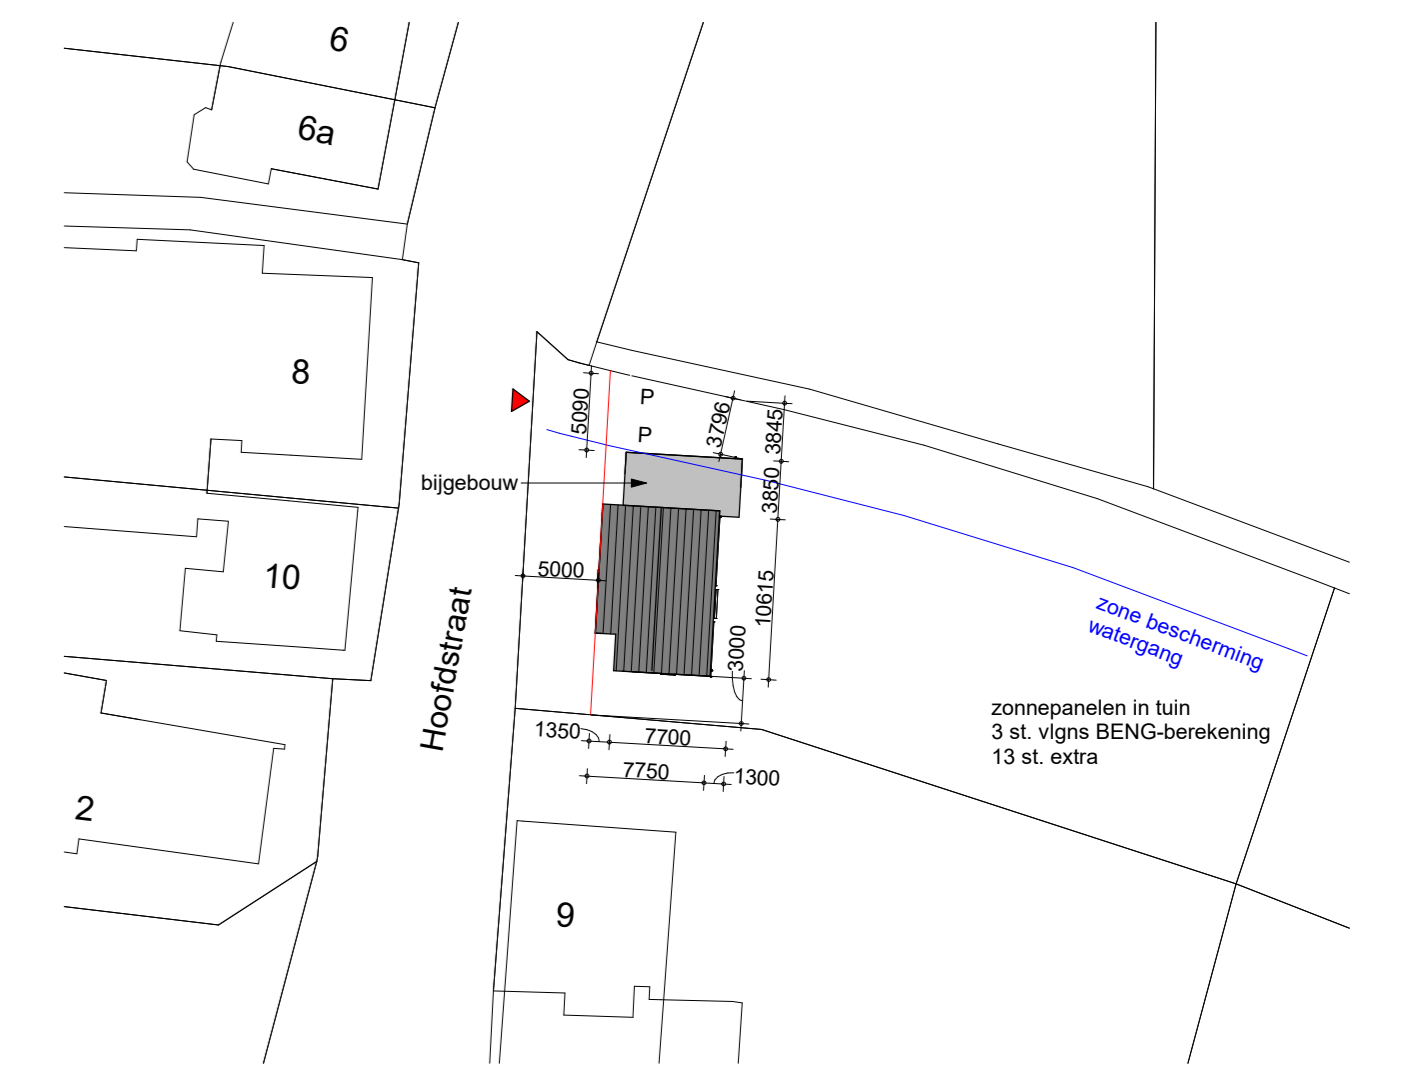 6
6a
8
5090
P
3796
3845
P
bijgebouw
3850
5000
10
10615
Hoofdstraat
3000
zone bescherming
watergang
zonnepanelen in tuin
3 st. vlgns BENG-berekening
13 st. extra
1350
7700
7750
1300
2
9